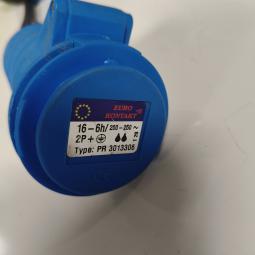 EURO
KONTAKT
16-6h/200-250~
2P+
Type: PR 3013306